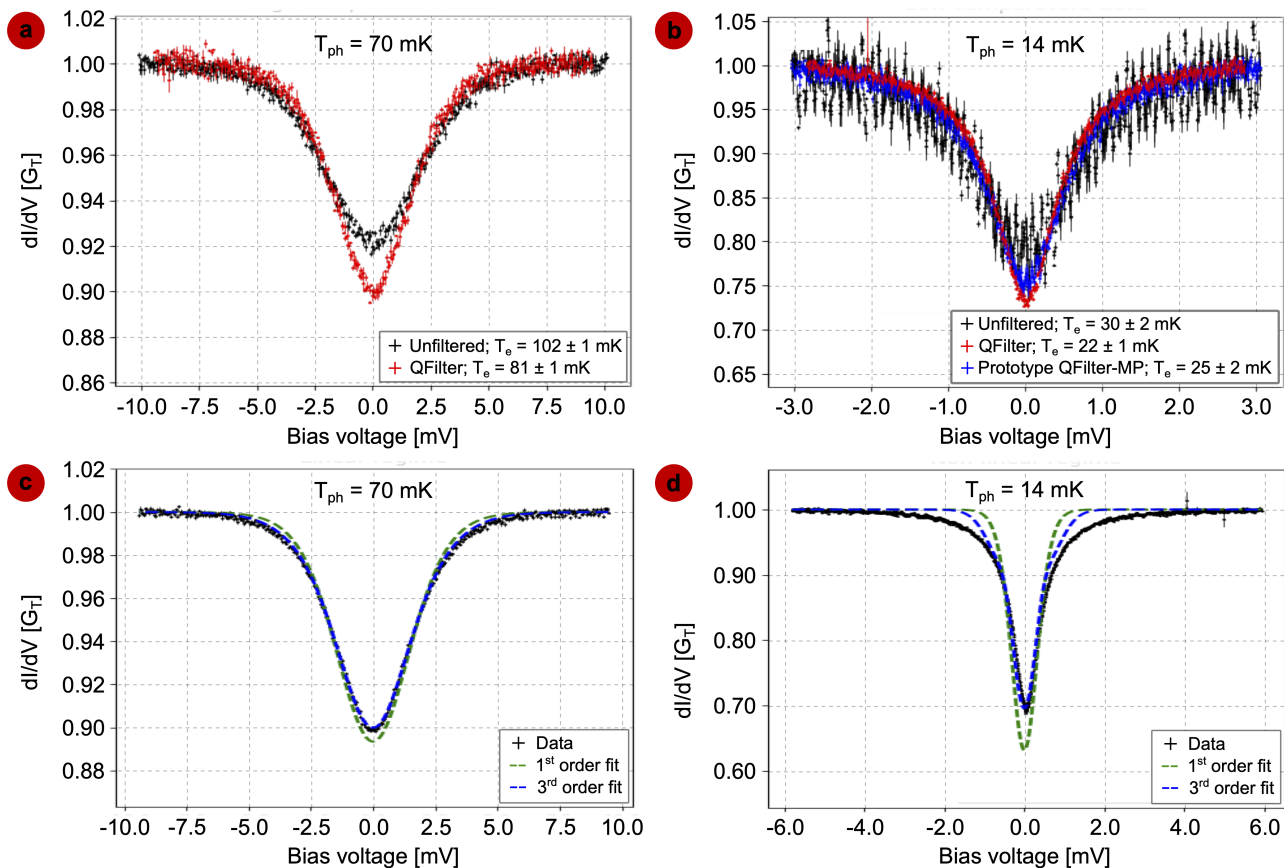 a
T_ph = 70 mK
1.02
1.00
0.98
0.96
0.94
0.92
0.90
0.88
0.86
dI/dV [G_T]
Unfiltered; T_e = 102 ± 1 mK
QFilter; T_e = 81 ± 1 mK
-10.0 -7.5 -5.0 -2.5 0.0 2.5 5.0 7.5 10.0
Bias voltage [mV]
b
T_ph = 14 mK
1.05
1.00
0.95
0.90
0.85
0.80
0.75
0.70
0.65
dI/dV [G_T]
Unfiltered; T_e = 30 ± 2 mK
QFilter; T_e = 22 ± 1 mK
Prototype QFilter-MP; T_e = 25 ± 2 mK
-3.0 -2.0 -1.0 0.0 1.0 2.0 3.0
Bias voltage [mV]
c
T_ph = 70 mK
1.02
1.00
0.98
0.96
0.94
0.92
0.90
0.88
dI/dV [G_T]
Data
1st order fit
3rd order fit
-10.0 -7.5 -5.0 -2.5 0.0 2.5 5.0 7.5 10.0
Bias voltage [mV]
d
T_ph = 14 mK
1.00
0.90
0.80
0.70
0.60
dI/dV [G_T]
Data
1st order fit
3rd order fit
-6.0 -4.0 -2.0 0.0 2.0 4.0 6.0
Bias voltage [mV]